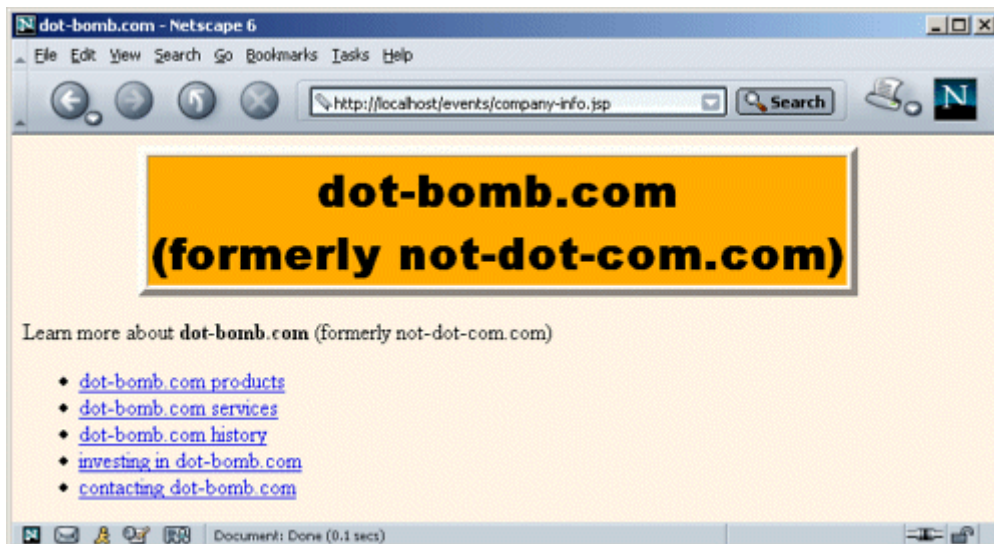 dot-bomb.com - Netscape 6
File Edit View Search Go Bookmarks Tasks Help
http://localhost/events/company-info.jsp Search N
dot-bomb.com
(formerly not-dot-com.com)
Learn more about dot-bomb.com (formerly not-dot-com.com)
dot-bomb.com products
dot-bomb.com services
dot-bomb.com history
investing in dot-bomb.com
contacting dot-bomb.com
Document: Done (0.1 secs)